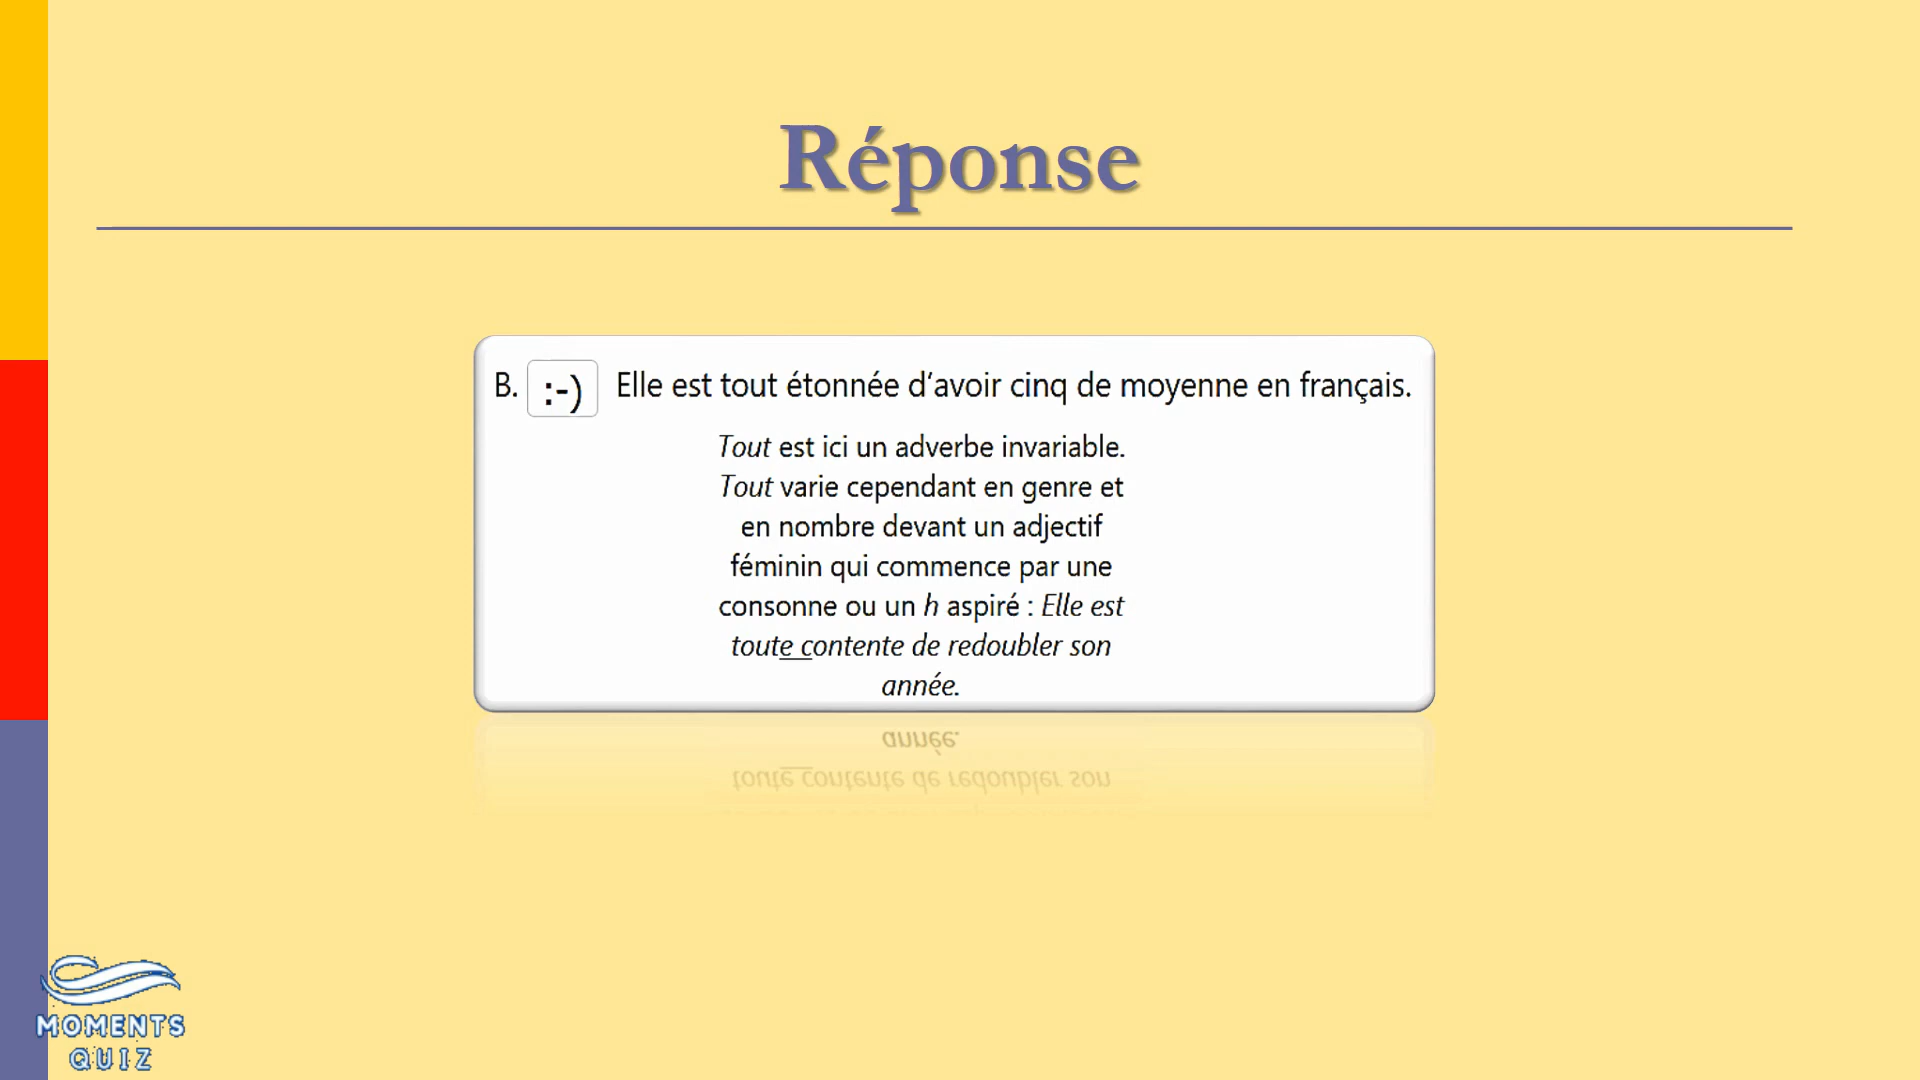 Réponse
B. :-) Elle est tout étonnée d’avoir cinq de moyenne en français.
Tout est ici un adverbe invariable.
Tout varie cependant en genre et
en nombre devant un adjectif
féminin qui commence par une
consonne ou un h aspiré : Elle est
toute contente de redoubler son
année.
MOMENTS
QUIZ